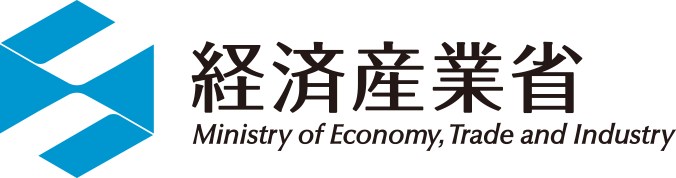 経済産業省
Ministry of Economy, Trade and Industry